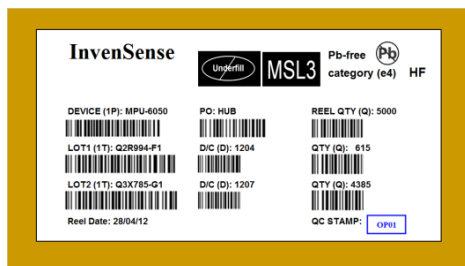 InvenSense
Underfill
MSL3
Pb-free Pb
category (e4) HF
DEVICE (1P): MPU-6050 PO: HUB REEL QTY (Q): 5000
LOT1 (1T): Q2R994-F1 D/C (D): 1204 QTY (Q): 615
LOT2 (1T): Q3X785-G1 D/C (D): 1207 QTY (Q): 4385
Reel Date: 28/04/12 QC STAMP: OP01